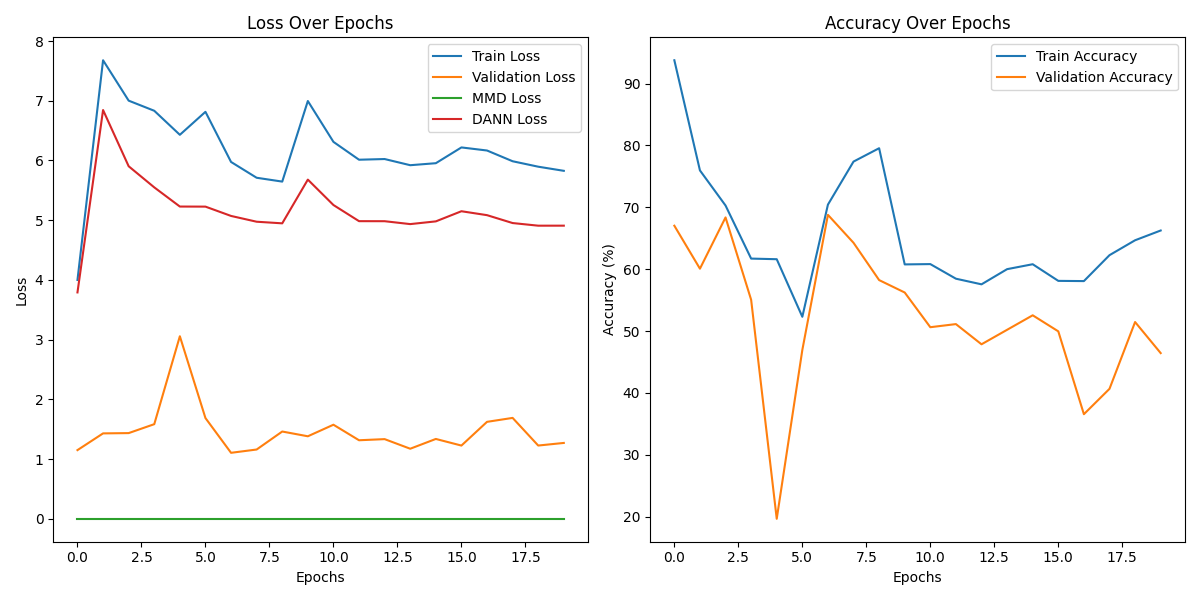 Loss Over Epochs
Train Loss
Validation Loss
MMD Loss
DANN Loss
8
7
6
5
4
3
2
1
0
Loss
0.0 2.5 5.0 7.5 10.0 12.5 15.0 17.5
Epochs
Accuracy Over Epochs
Train Accuracy
Validation Accuracy
90
80
70
60
50
40
30
20
Accuracy (%)
0.0 2.5 5.0 7.5 10.0 12.5 15.0 17.5
Epochs